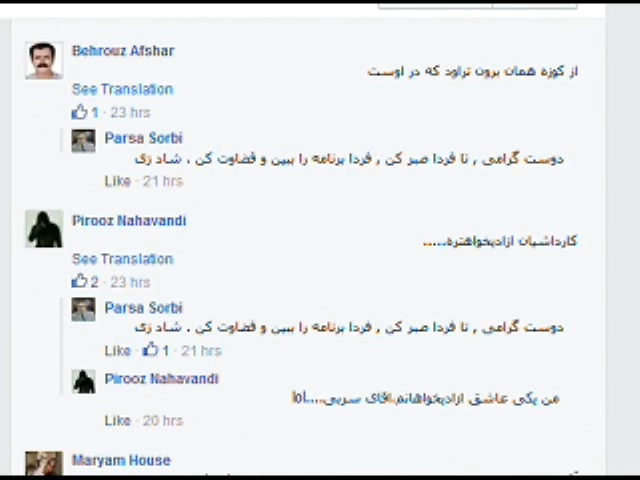 Behrouz Afshar
از کوزه همان برون تراود که در اوست
See Translation
1 · 23 hrs
Parsa Sorbi
دوست گرامی , تا فردا صبر کن , فردا برنامه را ببین و قضاوت کن . شاد زی
Like · 21 hrs
Pirooz Nahavandi
کارداشیان ازادیخواهتره.....
See Translation
2 · 23 hrs
Parsa Sorbi
دوست گرامی , تا فردا صبر کن , فردا برنامه را ببین و قضاوت کن . شاد زی
Like · 1 · 21 hrs
Pirooz Nahavandi
من یکی عاشق ازادیخواهانم.اقای سربی....اما
Like · 20 hrs
Maryam House